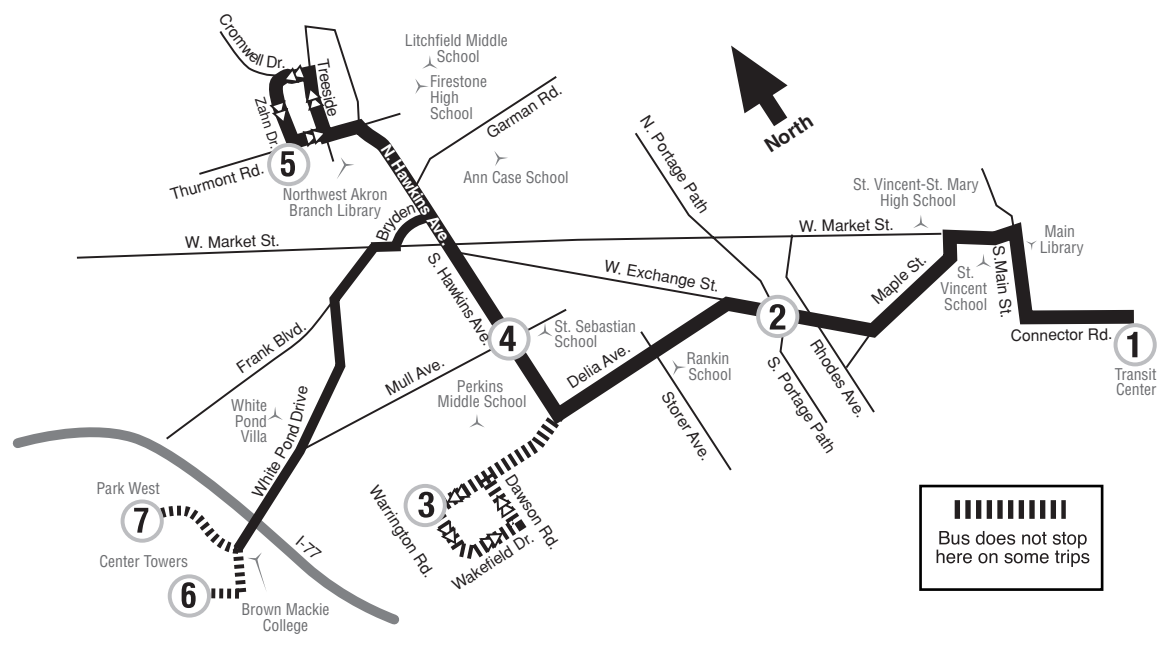 Cromwell Dr.
Treeside
Zahn Dr.
Litchfield Middle
School
Firestone
High
School
Garman Rd.
5
Thurmont Rd.
Northwest Akron
Branch Library
N. Hawkins Ave.
Ann Case School
N. Portage Path
North
St. Vincent-St. Mary
High School
Bryden
W. Market St.
W. Market St.
Main
Library
S. Hawkins Ave.
W. Exchange St.
Maple St.
St.
Vincent
School
S.Main St.
Frank Blvd.
4
St. Sebastian
School
2
Connector Rd.
1
Transit
Center
Mull Ave.
Delia Ave.
Rankin
School
S. Portage Path
Rhodes Ave.
Storer Ave.
Perkins
Middle School
White
Pond
Villa
White Pond Drive
Park West
7
Center Towers
6
I-77
Brown Mackie
College
3
Warrington Rd.
Dawson Rd.
Wakefield Dr.
Bus does not stop
here on some trips